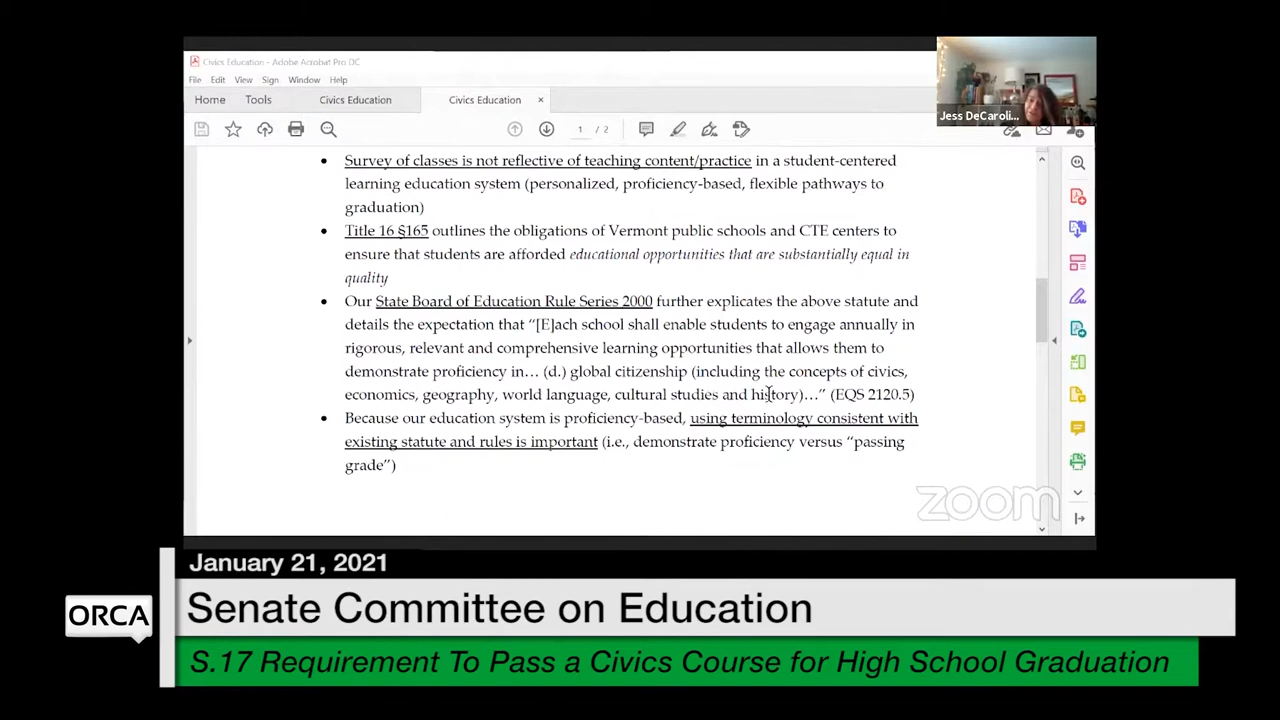 Civics Education - Adobe Acrobat Pro DC
File Edit View Sign Window Help
Home Tools Civics Education Civics Education ×
1 / 2
Jess DeCaroli...
• Survey of classes is not reflective of teaching content/practice in a student-centered
learning education system (personalized, proficiency-based, flexible pathways to
graduation)
• Title 16 §165 outlines the obligations of Vermont public schools and CTE centers to
ensure that students are afforded educational opportunities that are substantially equal in
quality
• Our State Board of Education Rule Series 2000 further explicates the above statute and
details the expectation that “[E]ach school shall enable students to engage annually in
rigorous, relevant and comprehensive learning opportunities that allows them to
demonstrate proficiency in… (d.) global citizenship (including the concepts of civics,
economics, geography, world language, cultural studies and history)…” (EQS 2120.5)
• Because our education system is proficiency-based, using terminology consistent with
existing statute and rules is important (i.e., demonstrate proficiency versus “passing
grade”)
zoom
January 21, 2021
ORCA
Senate Committee on Education
S.17 Requirement To Pass a Civics Course for High School Graduation